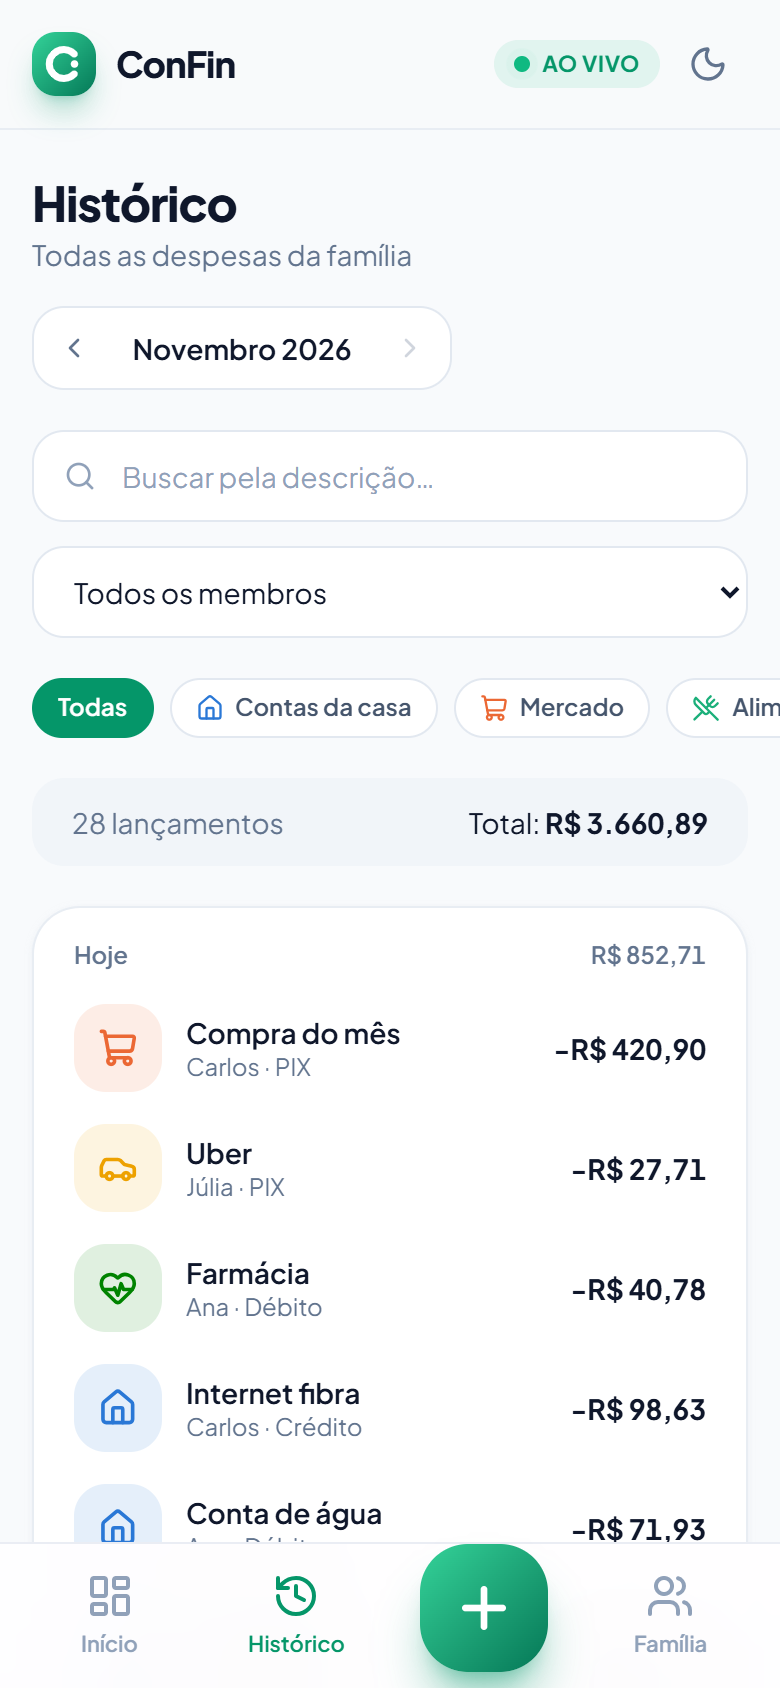 ConFin
AO VIVO
Histórico
Todas as despesas da família
Novembro 2026
Buscar pela descrição...
Todos os membros
Todas
Contas da casa
Mercado
Alim
28 lançamentos
Total: R$ 3.660,89
Hoje
R$ 852,71
Compra do mês
Carlos · PIX
-R$ 420,90
Uber
Júlia · PIX
-R$ 27,71
Farmácia
Ana · Débito
-R$ 40,78
Internet fibra
Carlos · Crédito
-R$ 98,63
Conta de água
-R$ 71,93
Início
Histórico
Família